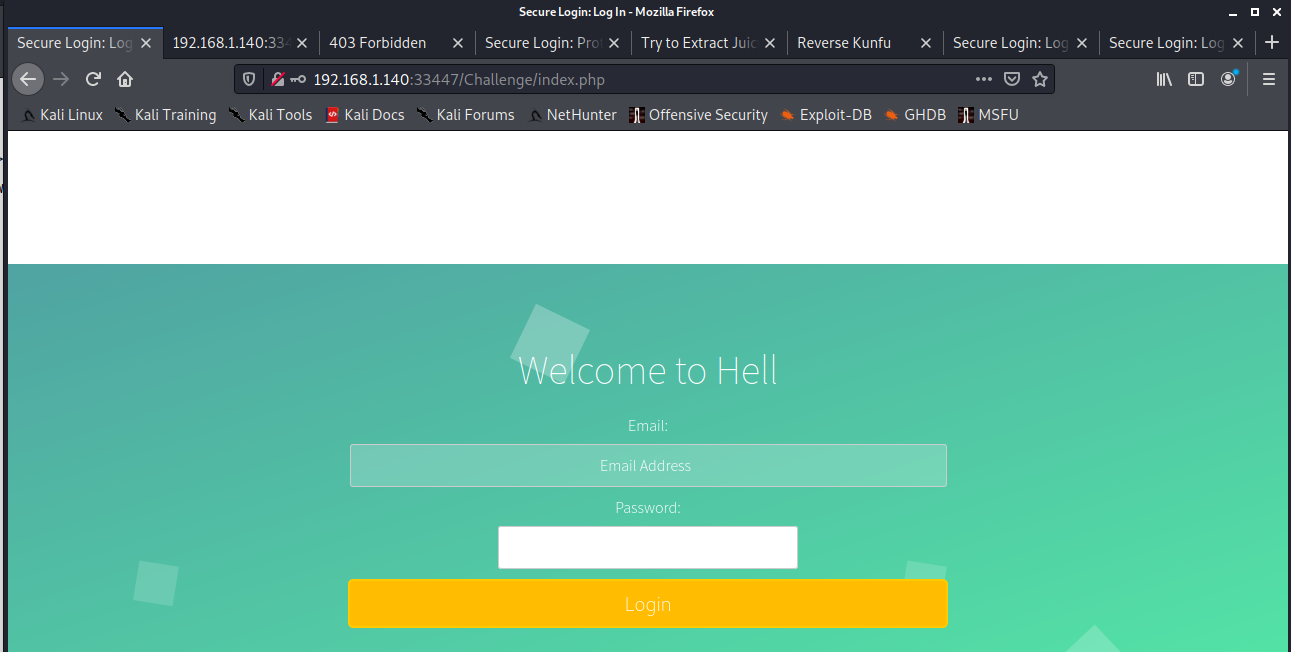 Secure Login: Log In - Mozilla Firefox
Secure Login: Log 192.168.1.140:334 403 Forbidden Secure Login: Pro Try to Extract Juic Reverse Kunfu Secure Login: Log Secure Login: Log
192.168.1.140:33447/Challenge/index.php
Kali Linux Kali Training Kali Tools Kali Docs Kali Forums NetHunter Offensive Security Exploit-DB GHDB MSFU
Welcome to Hell
Email:
Email Address
Password:
Login